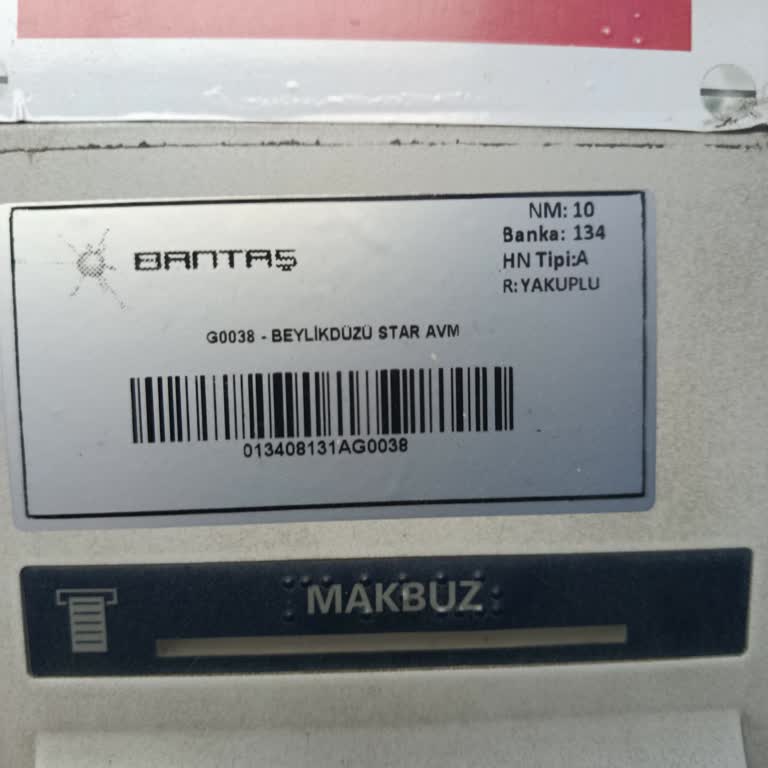 NM: 10
Banka: 134
HN Tipi:A
R:YAKUPLU
BANTAŞ
G0038 - BEYLİKDÜZÜ STAR AVM
013408131AG0038
MAKBUZ